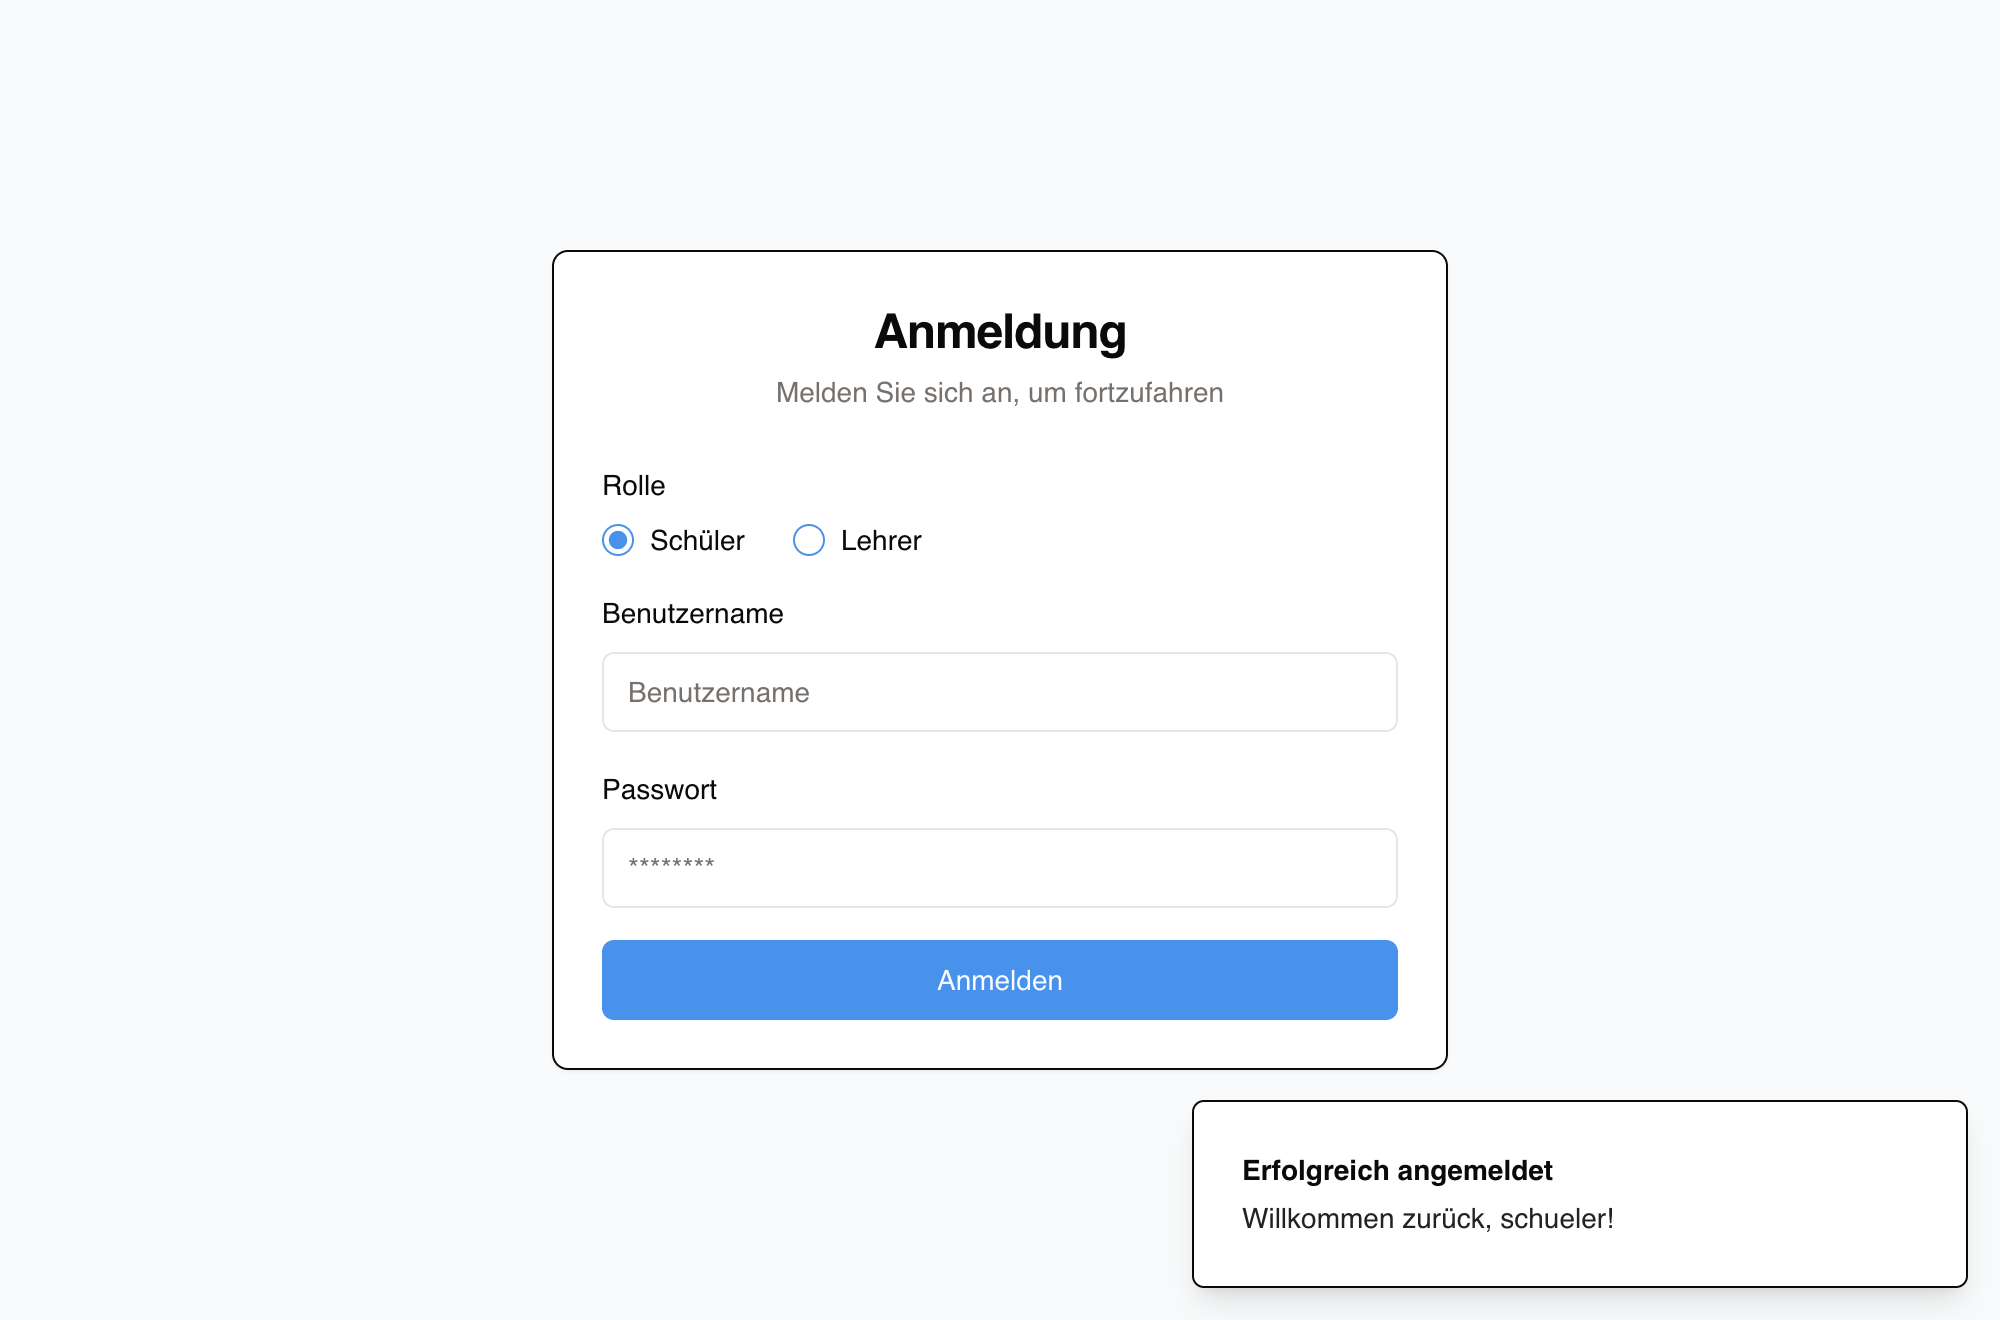 Anmeldung
Melden Sie sich an, um fortzufahren
Rolle
Schüler Lehrer
Benutzername
Benutzername
Passwort
********
Anmelden
Erfolgreich angemeldet
Willkommen zurück, schueler!